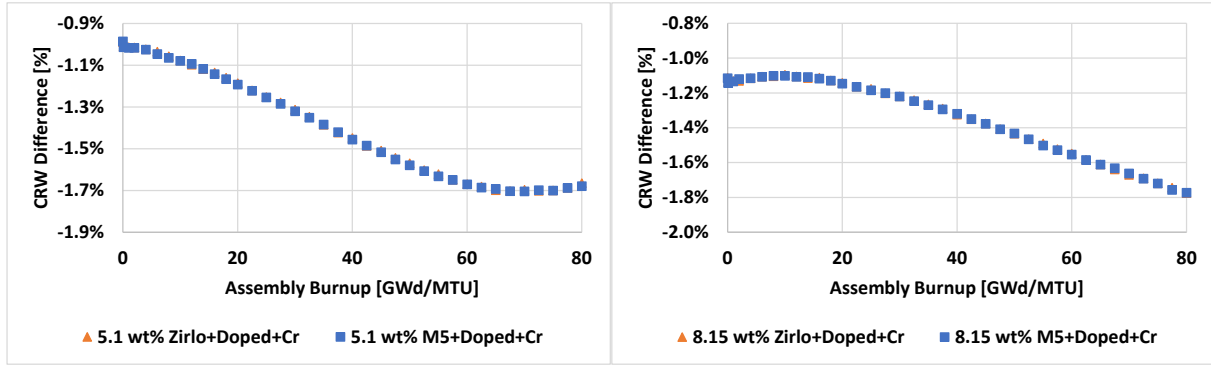 -0.9%
-1.1%
-1.3%
-1.5%
-1.7%
-1.9%
CRW Difference [%]
0 20 40 60 80
Assembly Burnup [GWd/MTU]
5.1 wt% Zirlo+Doped+Cr 5.1 wt% M5+Doped+Cr
-0.8%
-1.0%
-1.2%
-1.4%
-1.6%
-1.8%
-2.0%
CRW Difference [%]
0 20 40 60 80
Assembly Burnup [GWd/MTU]
8.15 wt% Zirlo+Doped+Cr 8.15 wt% M5+Doped+Cr